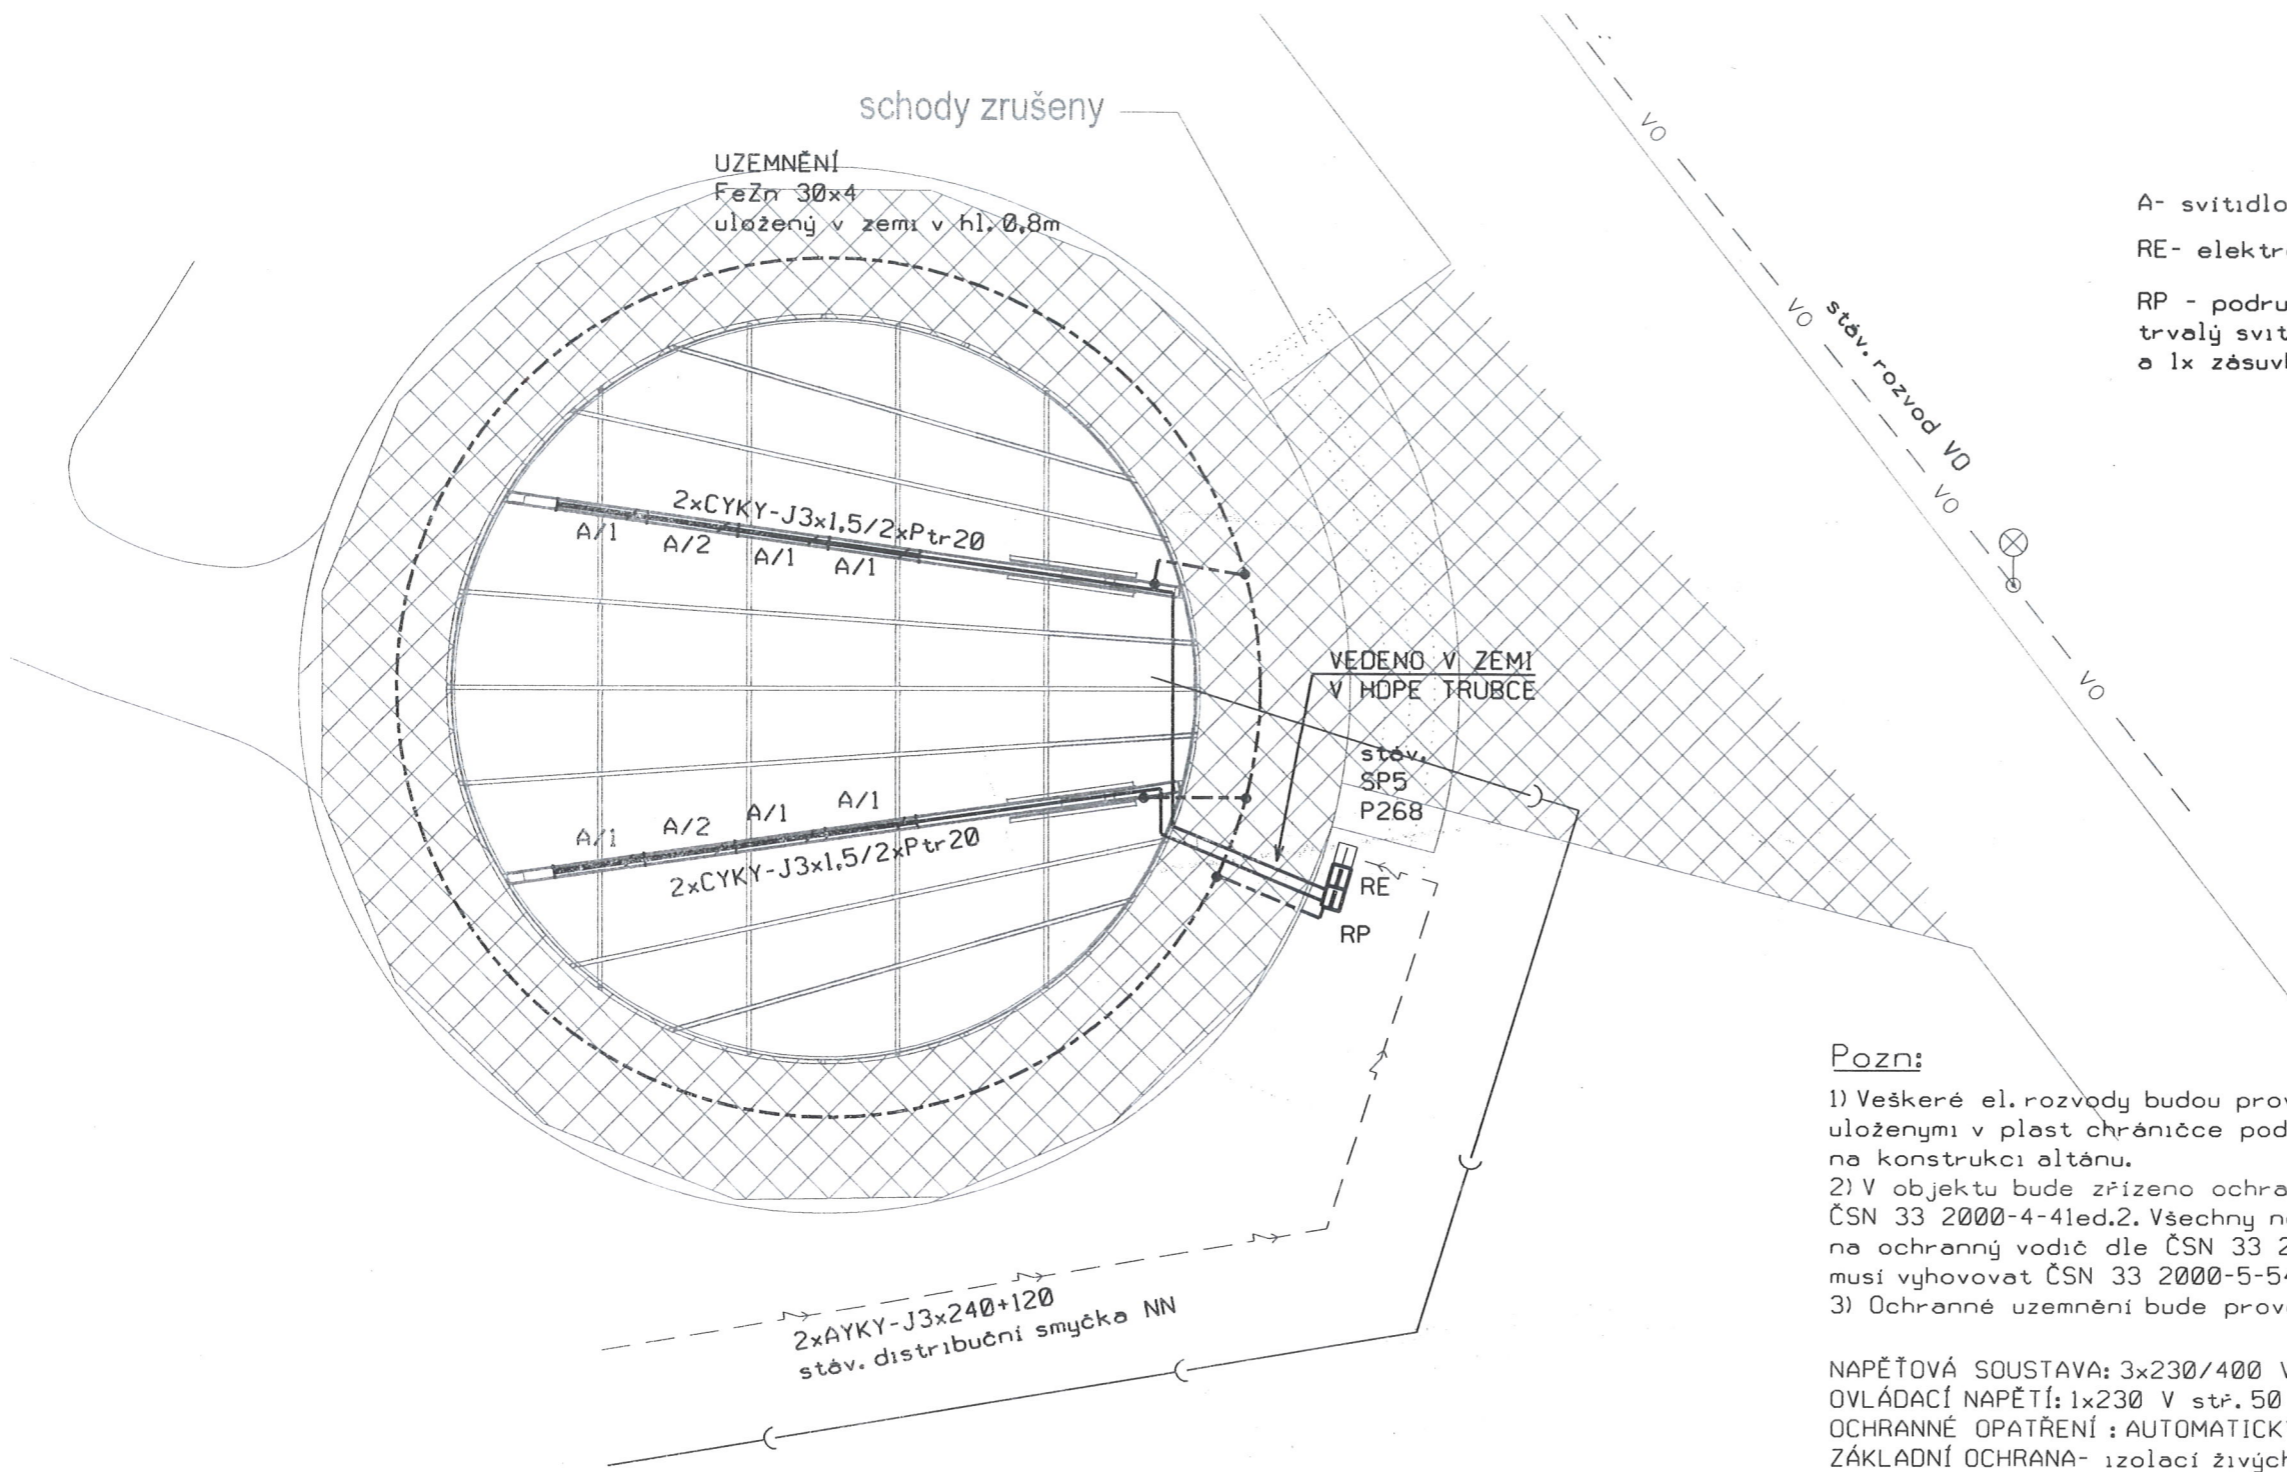 schody zrušeny
UZEMNĚNÍ
FeZn 30x4
uložený v zemi v hl. 0,8m
VO
VO
stáv. rozvod VO
VO
VO
A- svítidlo
RE- elektr
RP - podru
trvalý svít
a 1x zásuv
2xCYKY-J3x1,5/2xPtr20
A/1
A/2
A/1
A/1
VEDENO V ZEMI
V HDPE TRUBCE
stáv.
SP5
P268
A/1
A/2
A/1
A/1
2xCYKY-J3x1,5/2xPtr20
RE
RP
2xAYKY-J3x240+120
stáv. distribuční smyčka NN
Pozn:
1) Veškeré el. rozvody budou prov
uloženymi v plast chráničce pod
na konstrukci altánu.
2) V objektu bude zřízeno ochra
ČSN 33 2000-4-41ed.2. Všechny n
na ochranný vodič dle ČSN 33 2
musí vyhovovat ČSN 33 2000-5-54
3) Ochranné uzemnění bude prov
NAPĚŤOVÁ SOUSTAVA: 3x230/400 V
OVLÁDACÍ NAPĚTÍ: 1x230 V stř. 50
OCHRANNÉ OPATŘENÍ : AUTOMATICK
ZÁKLADNÍ OCHRANA- izolací živých